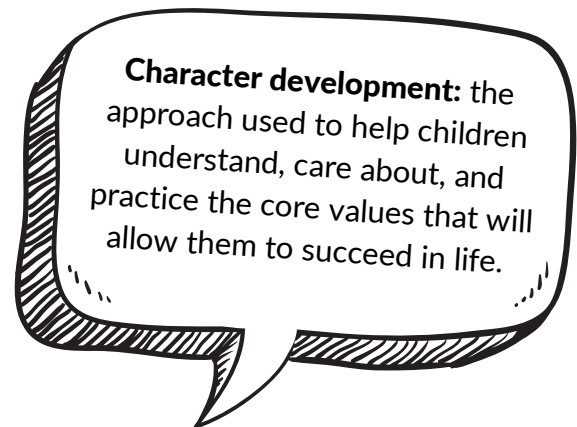 Character development: the
approach used to help children
understand, care about, and
practice the core values that will
allow them to succeed in life.